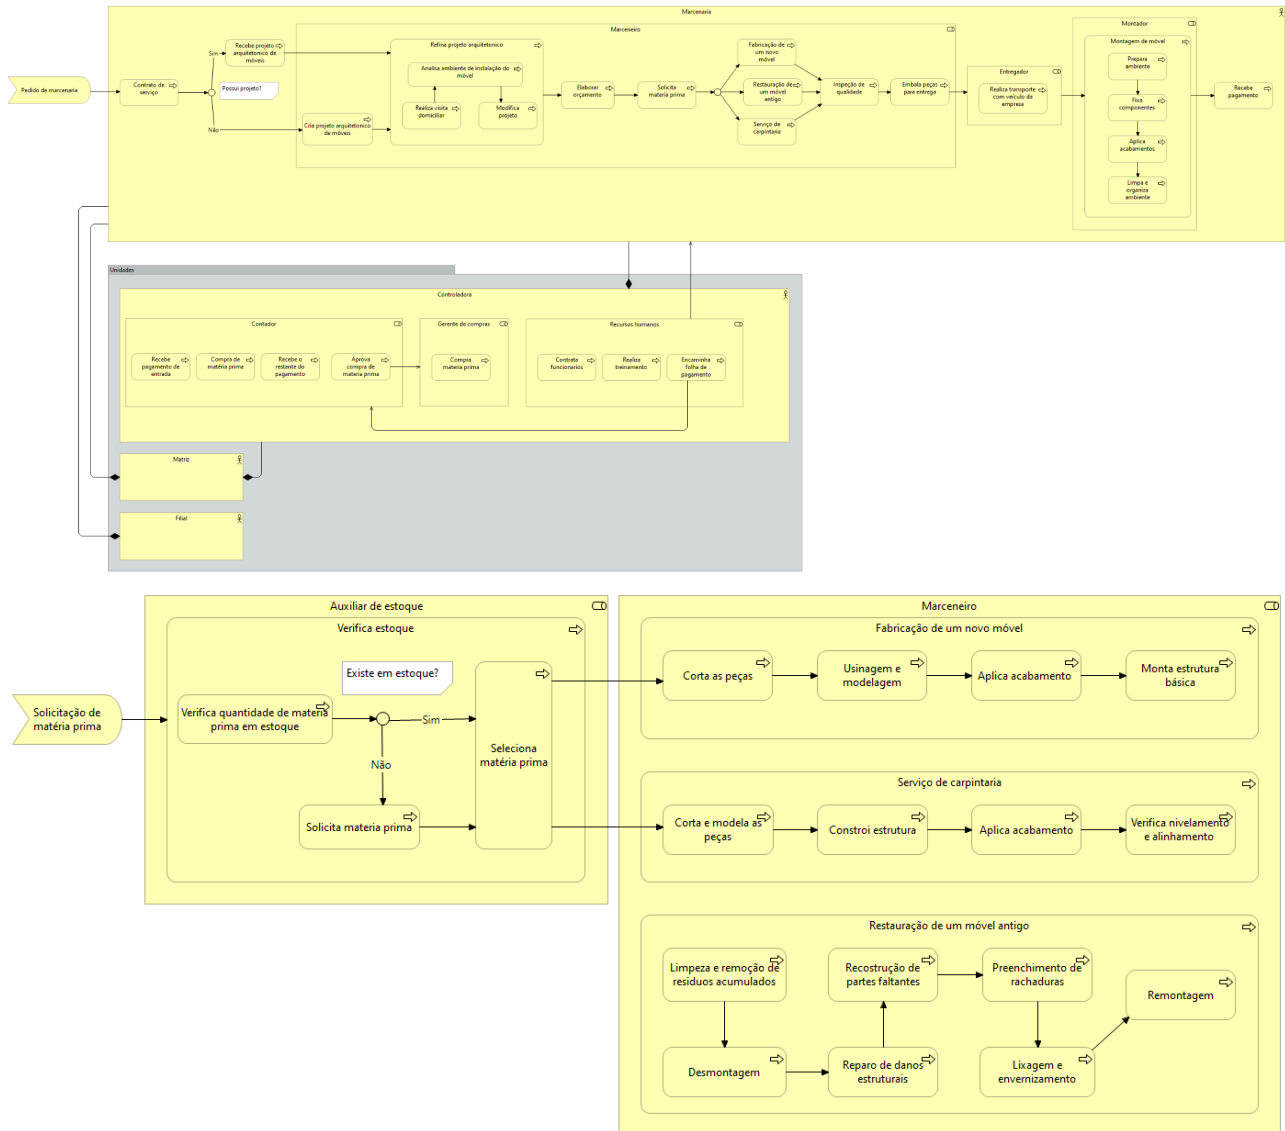 Marcenaria
Marceneiro
Montador
Recebe projeto
arquitetonico de
móveis
Refina projeto arquitetonico
Fabricação de
um novo
móvel
Montagem de móvel
Sim
Analisa ambiente de instalação do
móvel
Prepara
ambiente
Entregador
Pedido de marcenaria
Contrato de
serviço
Possui projeto?
Elaborar
orçamento
Solicita
materia prima
Restauração de
um móvel
antigo
Inspeção de
qualidade
Embala peças
para entrega
Realiza transporte
com veículo da
empresa
Recebe
pagamento
Realiza visita
domiciliar
Modifica
projeto
Fixa
componentes
Não
Cria projeto arquitetonico
de móveis
Serviço de
carpintaria
Aplica
acabamentos
Limpa e
organiza
ambiente
Unidades
Controladora
Contador
Gerente de compras
Recursos humanos
Recebe
pagamento de
entrada
Compra de
matéria prima
Recebe o
restante do
pagamento
Aprova
compra de
materia prima
Compra
materia prima
Contrata
funcionarios
Realiza
treinamento
Encaminha
folha de
pagamento
Matriz
Filial
Auxiliar de estoque
Verifica estoque
Existe em estoque?
Solicitação de
matéria prima
Verifica quantidade de materia
prima em estoque
Sim
Não
Seleciona
matéria prima
Solicita materia prima
Marceneiro
Fabricação de um novo móvel
Corta as peças
Usinagem e
modelagem
Aplica acabamento
Monta estrutura
básica
Serviço de carpintaria
Corta e modela as
peças
Constroi estrutura
Aplica acabamento
Verifica nivelamento
e alinhamento
Restauração de um móvel antigo
Limpeza e remoção de
residuos acumulados
Recostrução de
partes faltantes
Preenchimento de
rachaduras
Remontagem
Desmontagem
Reparo de danos
estruturais
Lixagem e
envernizamento